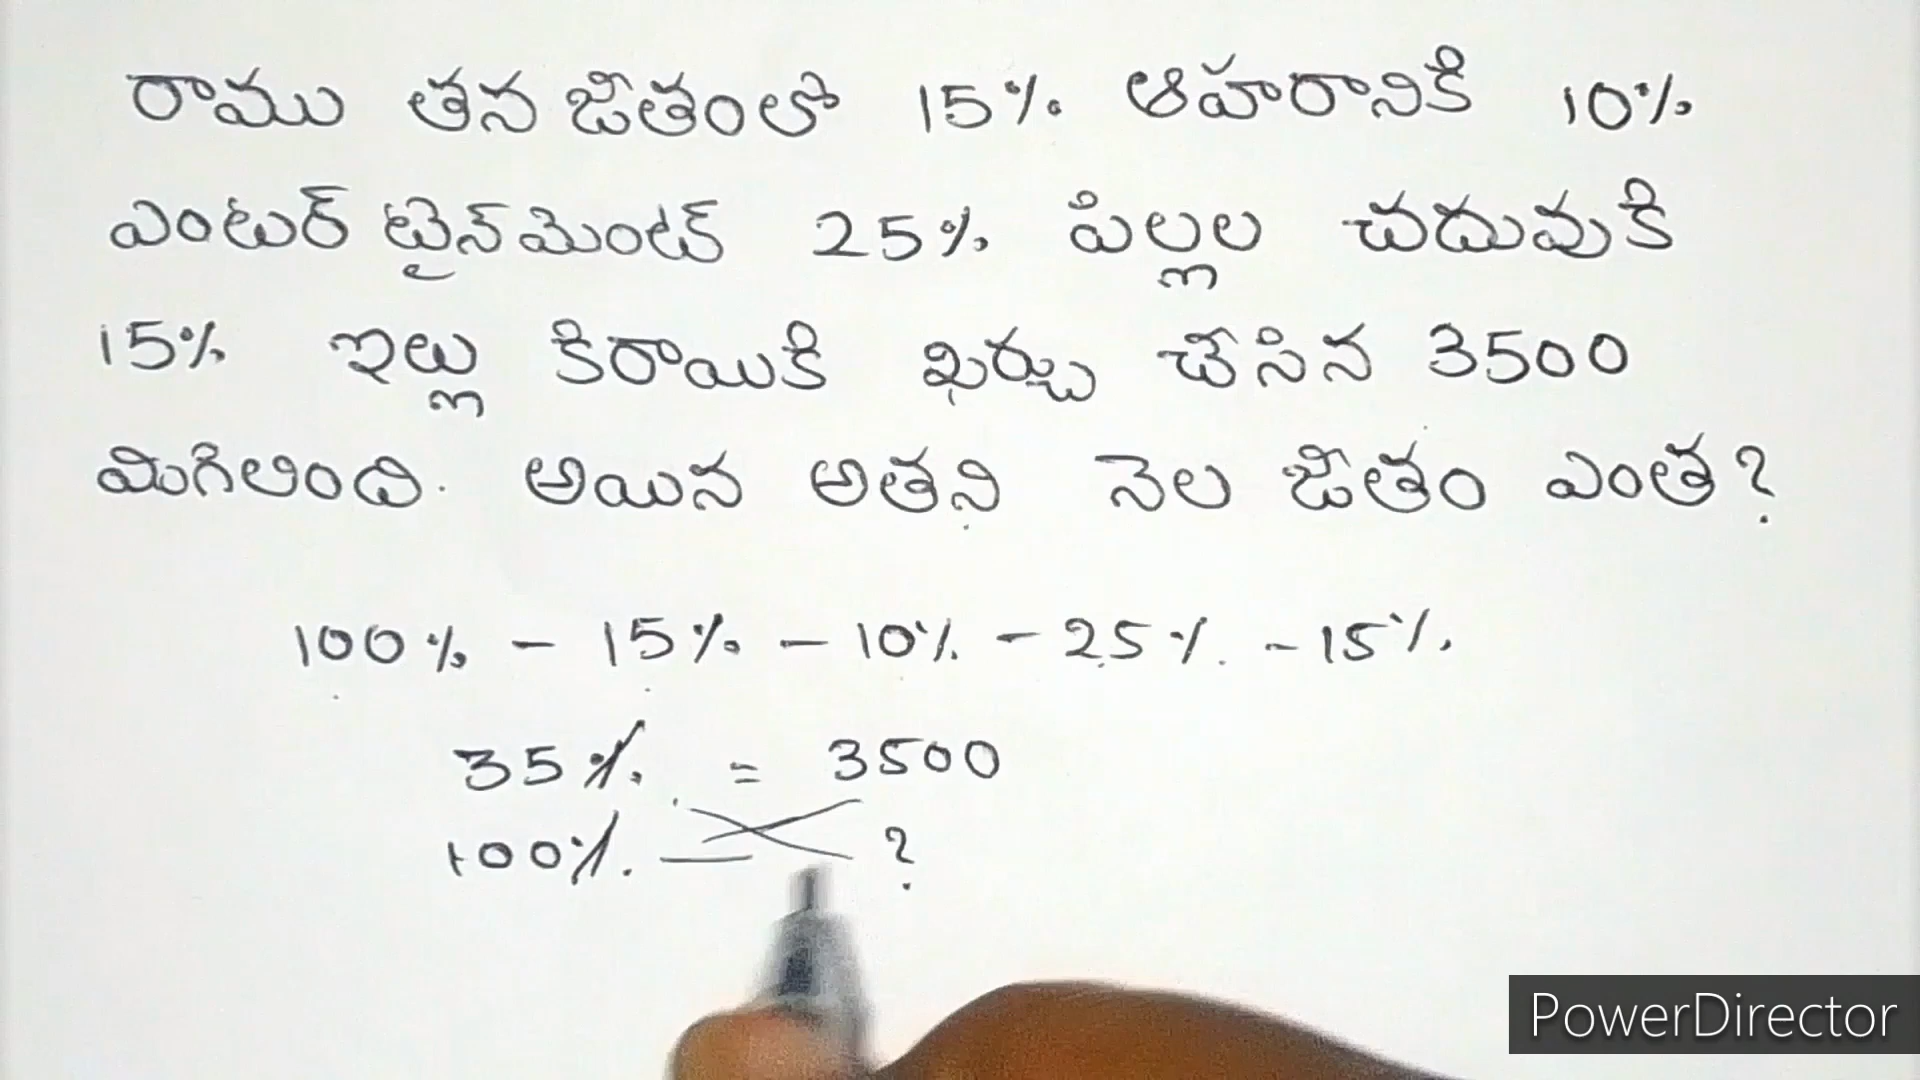 రాము తన జీతంలో 15% ఆహారానికి 10%
ఎంటర్ టైన్‌మెంట్ 25% పిల్లల చదువుకి
15% ఇల్లు కిరాయికి ఖర్చు చేసిన 3500
మిగిలింది. అయిన అతని నెల జీతం ఎంత?
100% - 15% - 10% - 25% - 15%
35% = 3500
100% — ?
PowerDirector